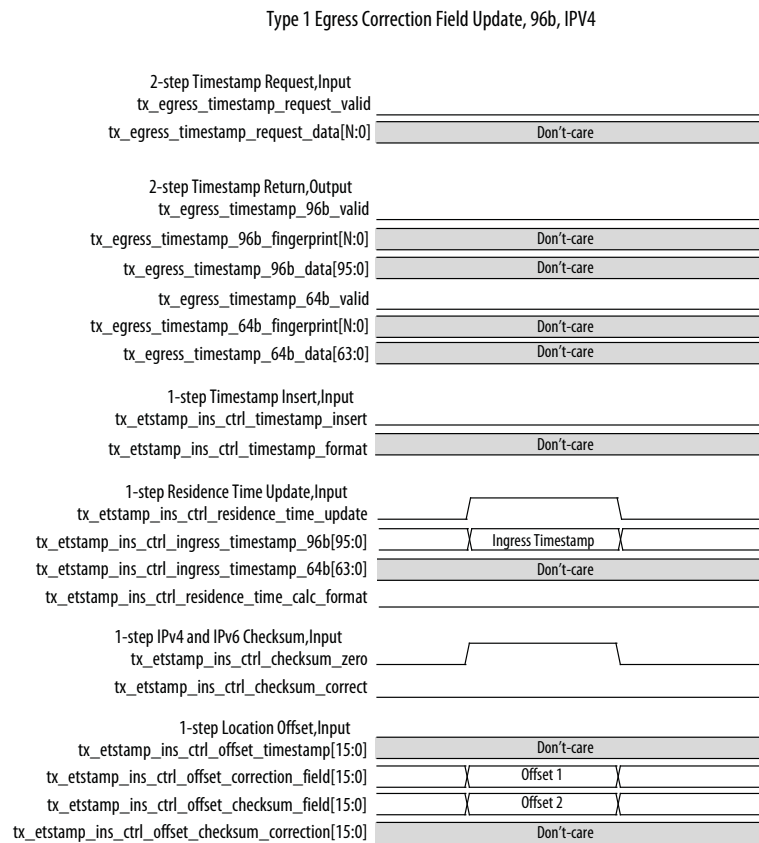 Type 1 Egress Correction Field Update, 96b, IPV4
2-step Timestamp Request,Input
tx_egress_timestamp_request_valid
tx_egress_timestamp_request_data[N:0] Don't-care
2-step Timestamp Return,Output
tx_egress_timestamp_96b_valid
tx_egress_timestamp_96b_fingerprint[N:0] Don't-care
tx_egress_timestamp_96b_data[95:0] Don't-care
tx_egress_timestamp_64b_valid
tx_egress_timestamp_64b_fingerprint[N:0] Don't-care
tx_egress_timestamp_64b_data[63:0] Don't-care
1-step Timestamp Insert,Input
tx_etstamp_ins_ctrl_timestamp_insert
tx_etstamp_ins_ctrl_timestamp_format Don't-care
1-step Residence Time Update,Input
tx_etstamp_ins_ctrl_residence_time_update
tx_etstamp_ins_ctrl_ingress_timestamp_96b[95:0] Ingress Timestamp
tx_etstamp_ins_ctrl_ingress_timestamp_64b[63:0] Don't-care
tx_etstamp_ins_ctrl_residence_time_calc_format
1-step IPv4 and IPv6 Checksum,Input
tx_etstamp_ins_ctrl_checksum_zero
tx_etstamp_ins_ctrl_checksum_correct
1-step Location Offset,Input
tx_etstamp_ins_ctrl_offset_timestamp[15:0] Don't-care
tx_etstamp_ins_ctrl_offset_correction_field[15:0] Offset 1
tx_etstamp_ins_ctrl_offset_checksum_field[15:0] Offset 2
tx_etstamp_ins_ctrl_offset_checksum_correction[15:0] Don't-care